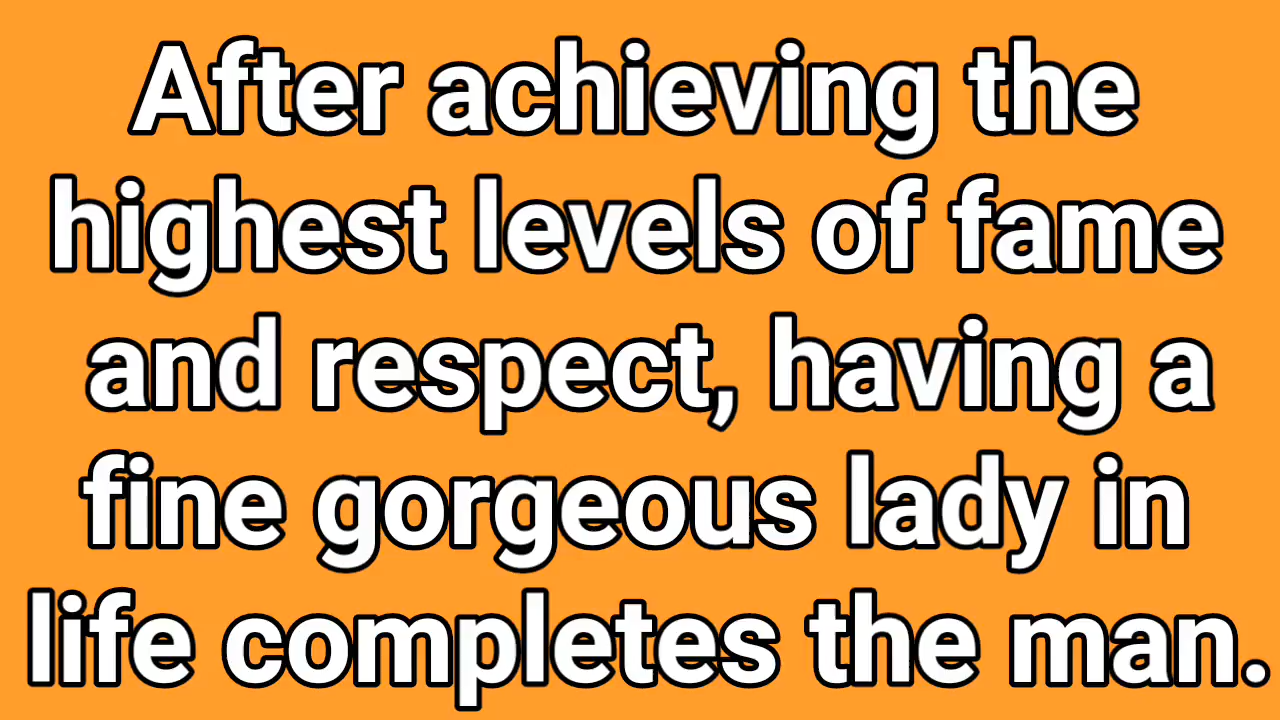 After achieving the
highest levels of fame
and respect, having a
fine gorgeous lady in
life completes the man.